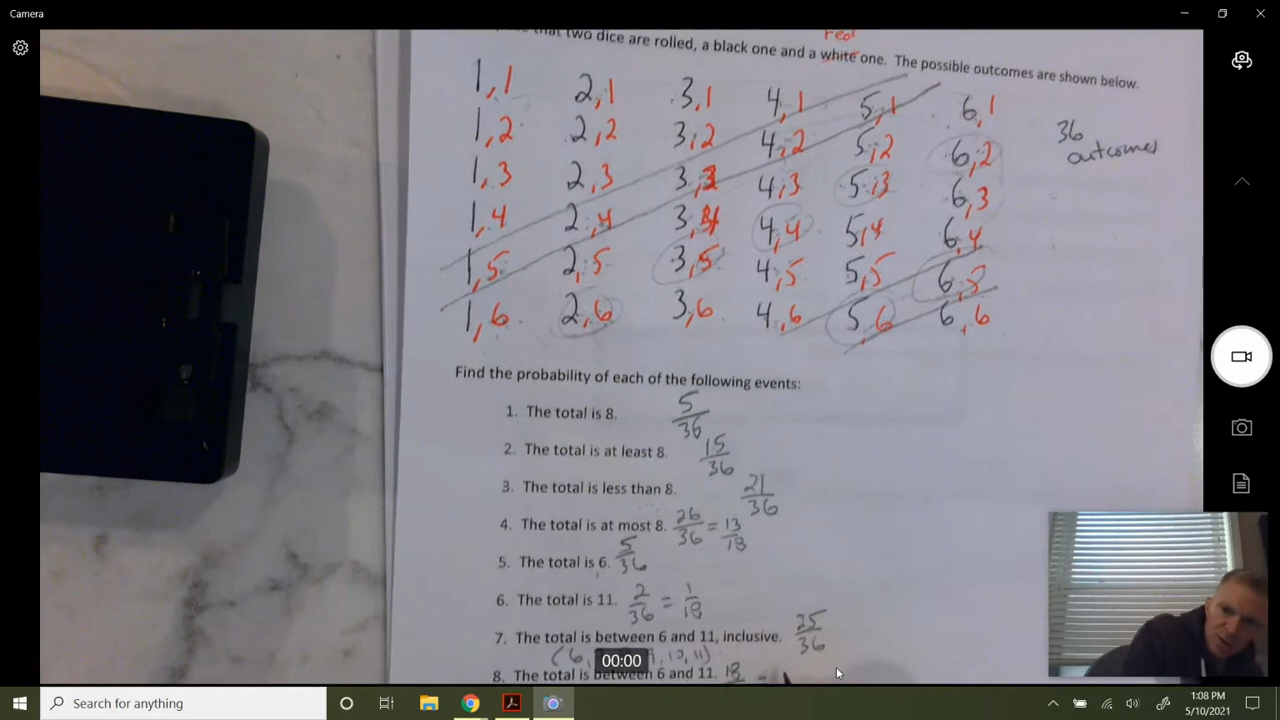 Camera
red
that two dice are rolled, a black one and a white one. The possible outcomes are shown below.
1,1 2,1 3,1 4,1 5,1 6,1
1,2 2,2 3,2 4,2 5,2 6,2
1,3 2,3 3,3 4,3 5,3 6,3
1,4 2,4 3,4 4,4 5,4 6,4
1,5 2,5 3,5 4,5 5,5 6,5
1,6 2,6 3,6 4,6 5,6 6,6
36
outcomes
Find the probability of each of the following events:
1. The total is 8. 5/36
2. The total is at least 8. 15/36
3. The total is less than 8. 21/36
4. The total is at most 8. 26/36 = 13/18
5. The total is 6. 5/36
6. The total is 11. 2/36 = 1/18
7. The total is between 6 and 11, inclusive. 25/36
(6, , 10, 11)
8. The total is between 6 and 11. 18
00:00
Type here to search
1:08 PM
5/10/2021